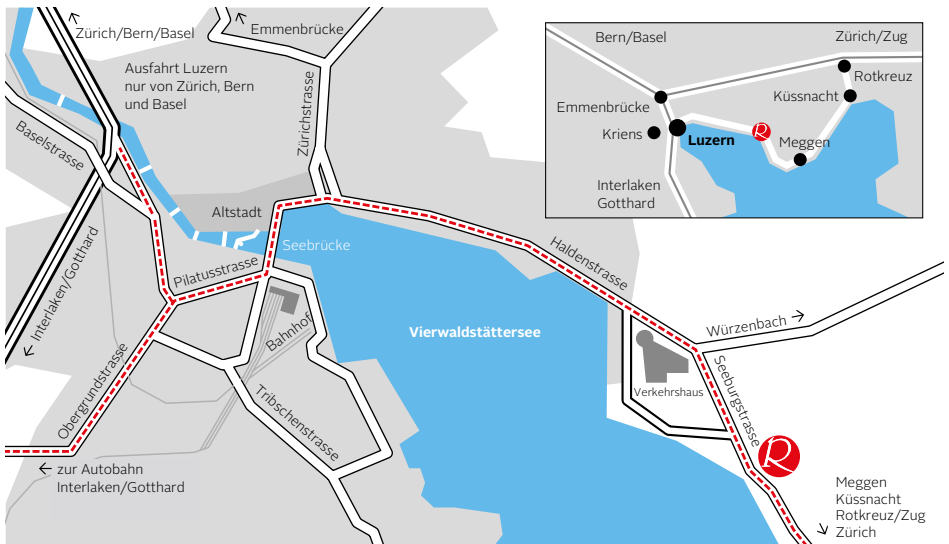 Zürich/Bern/Basel
Emmenbrücke
Ausfahrt Luzern
nur von Zürich, Bern
und Basel
Baselstrasse
Zürichstrasse
Altstadt
Seebrücke
Pilatusstrasse
Interlaken/Gotthard
Obergrundstrasse
Bahnhof
Tribschenstrasse
zur Autobahn
Interlaken/Gotthard
Vierwaldstättersee
Haldenstrasse
Würzenbach
Verkehrshaus
Seeburgstrasse
R
Meggen
Küssnacht
Rotkreuz/Zug
Zürich
Bern/Basel
Zürich/Zug
Rotkreuz
Küssnacht
Emmenbrücke
Kriens
Luzern
R
Meggen
Interlaken
Gotthard